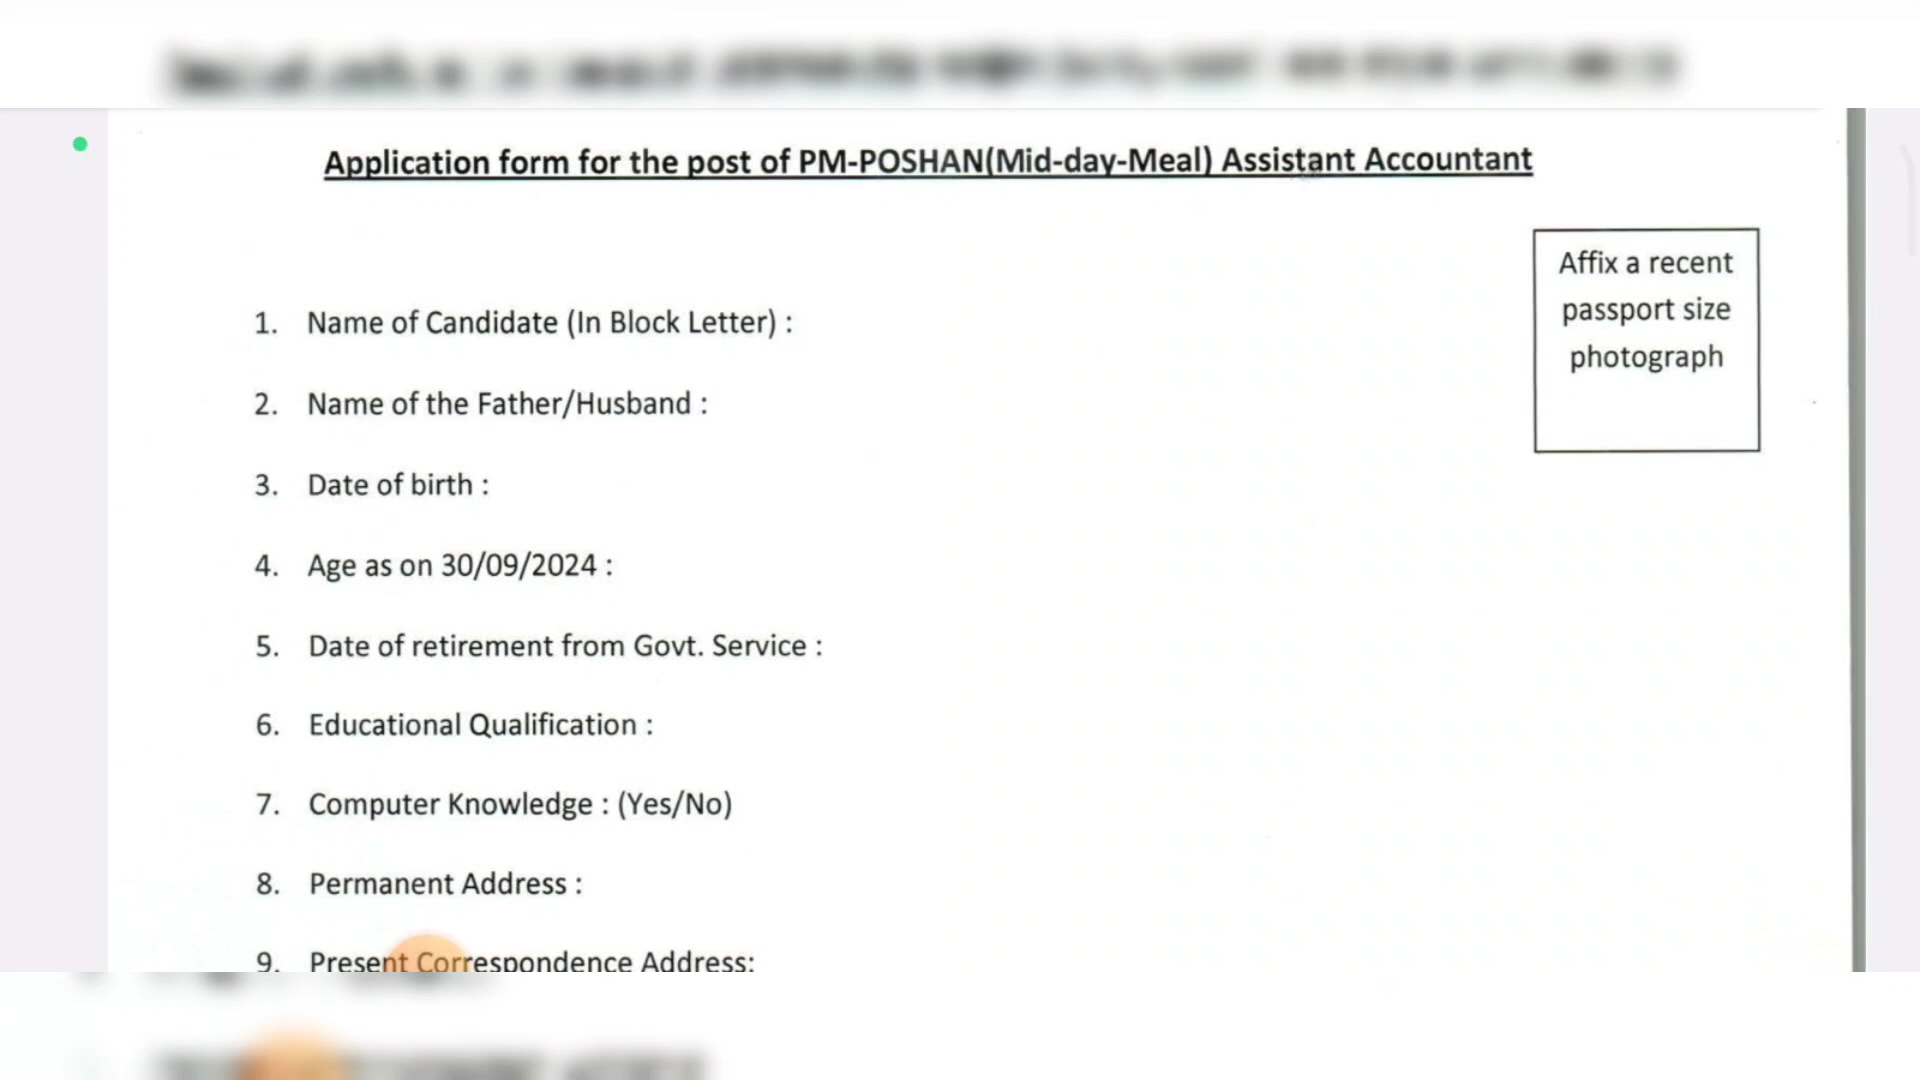 Application form for the post of PM-POSHAN(Mid-day-Meal) Assistant Accountant
Affix a recent
passport size
photograph
1. Name of Candidate (In Block Letter) :
2. Name of the Father/Husband :
3. Date of birth :
4. Age as on 30/09/2024 :
5. Date of retirement from Govt. Service :
6. Educational Qualification :
7. Computer Knowledge : (Yes/No)
8. Permanent Address :
9. Present Correspondence Address: